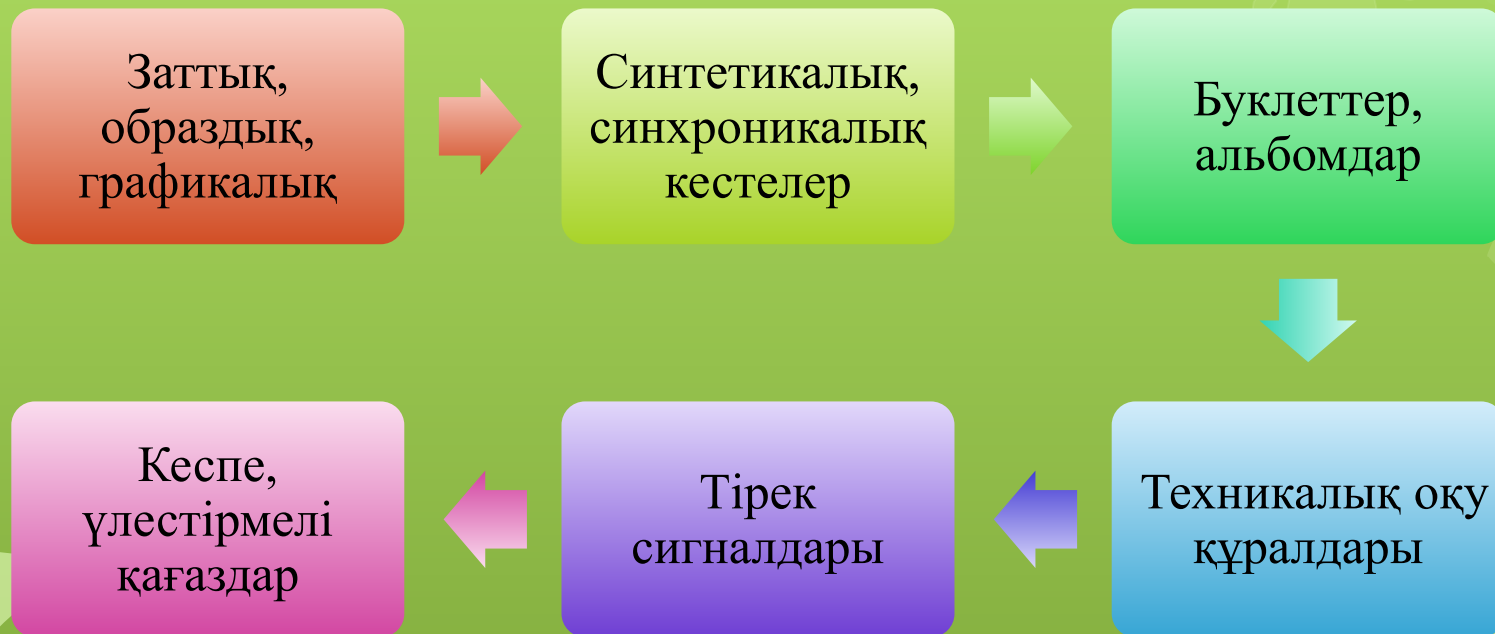 Заттық,
образдық,
графикалық
Синтетикалық,
синхроникалық
кестелер
Буклеттер,
альбомдар
Техникалық оқу
құралдары
Тірек
сигналдары
Кеспе,
үлестірмелі
қағаздар